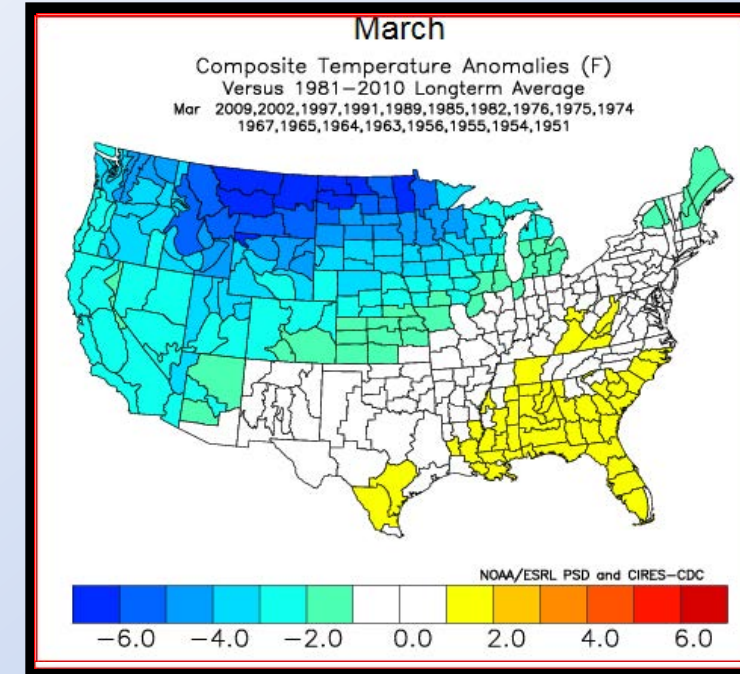 March
Composite Temperature Anomalies (F)
Versus 1981−2010 Longterm Average
Mar 2009,2002,1997,1991,1989,1985,1982,1976,1975,1974
1967,1965,1964,1963,1956,1955,1954,1951
NOAA/ESRL PSD and CIRES−CDC
−6.0 −4.0 −2.0 0.0 2.0 4.0 6.0